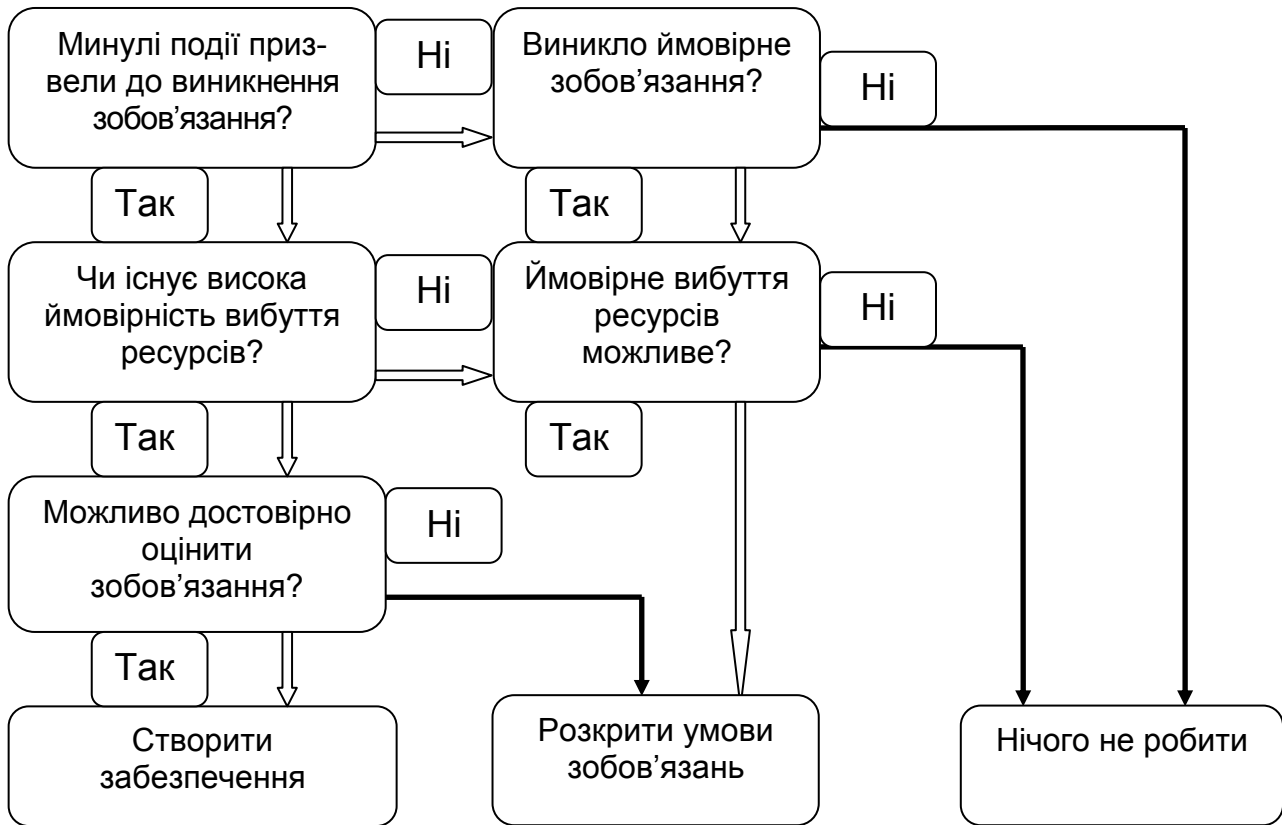 Минулі події приз-
вели до виникнення
зобов’язання?
Ні
Виникло ймовірне
зобов’язання?
Ні
Так
Так
Чи існує висока
ймовірність вибуття
ресурсів?
Ні
Ймовірне вибуття
ресурсів
можливе?
Ні
Так
Так
Можливо достовірно
оцінити
зобов’язання?
Ні
Так
Створити
забезпечення
Розкрити умови
зобов’язань
Нічого не робити